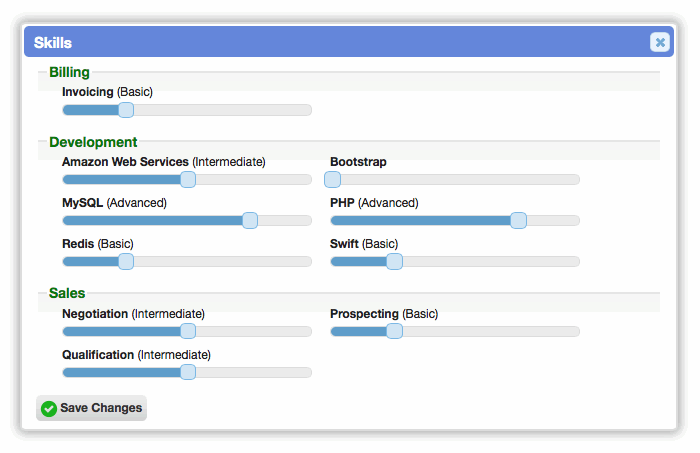 Skills
Billing
Invoicing (Basic)
Development
Amazon Web Services (Intermediate)
Bootstrap
MySQL (Advanced)
PHP (Advanced)
Redis (Basic)
Swift (Basic)
Sales
Negotiation (Intermediate)
Prospecting (Basic)
Qualification (Intermediate)
Save Changes